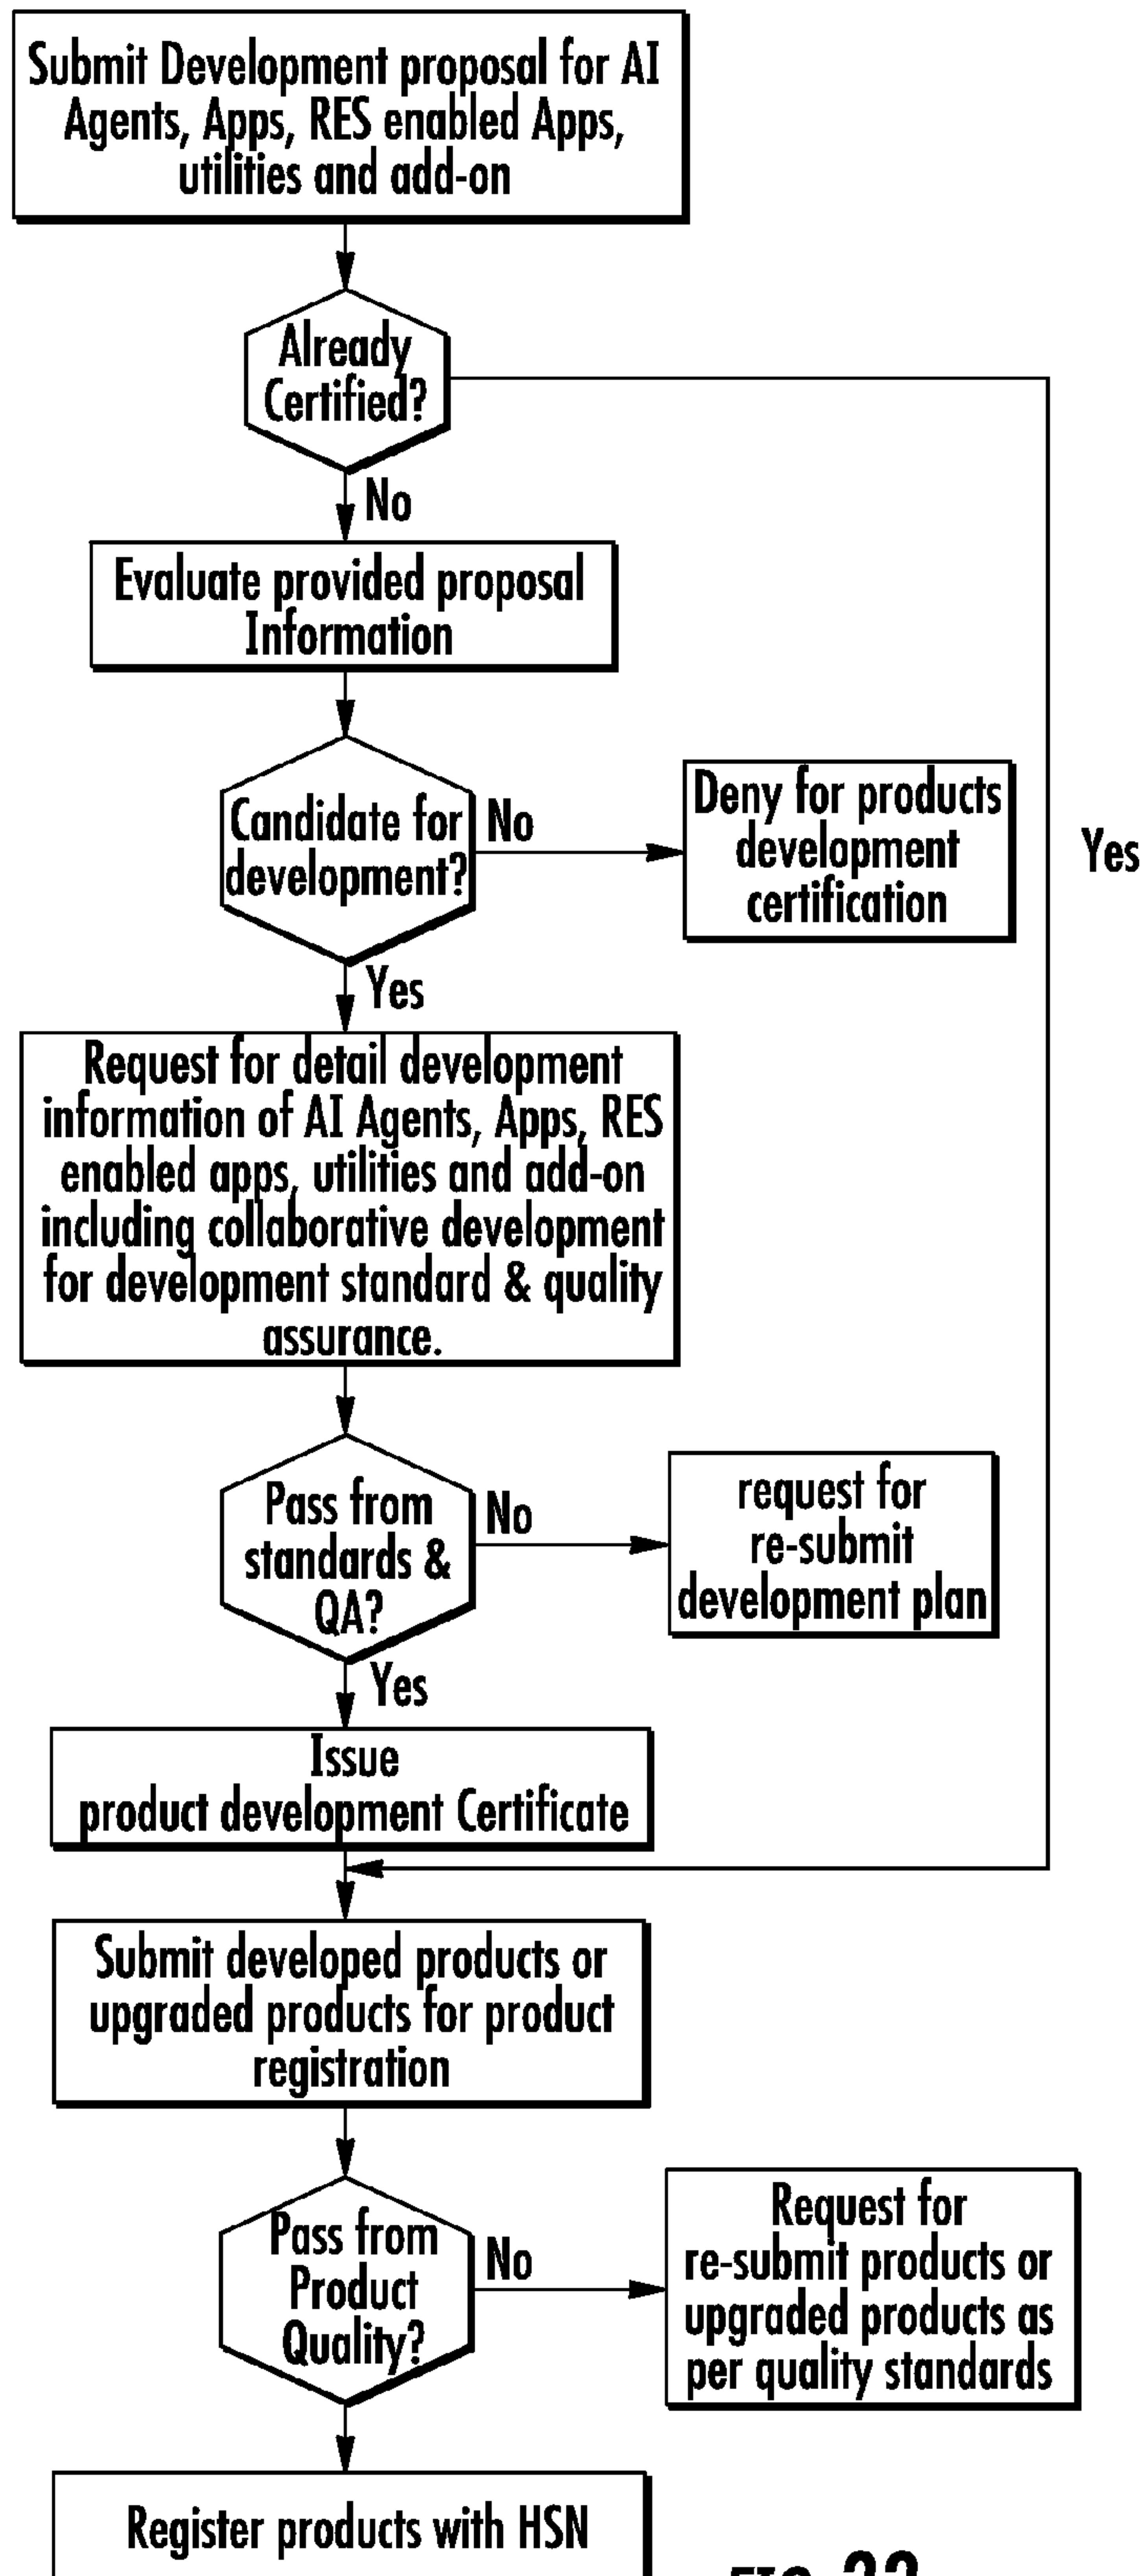 Submit Development proposal for AI
Agents, Apps, RES enabled Apps,
utilities and add-on
Already
Certified?
No
Evaluate provided proposal
Information
Candidate for
development?
No
Deny for products
development
certification
Yes
Yes
Request for detail development
information of AI Agents, Apps, RES
enabled apps, utilities and add-on
including collaborative development
for development standard & quality
assurance.
Pass from
standards &
QA?
No
request for
re-submit
development plan
Yes
Issue
product development Certificate
Submit developed products or
upgraded products for product
registration
Pass from
Product
Quality?
No
Request for
re-submit products or
upgraded products as
per quality standards
Register products with HSN